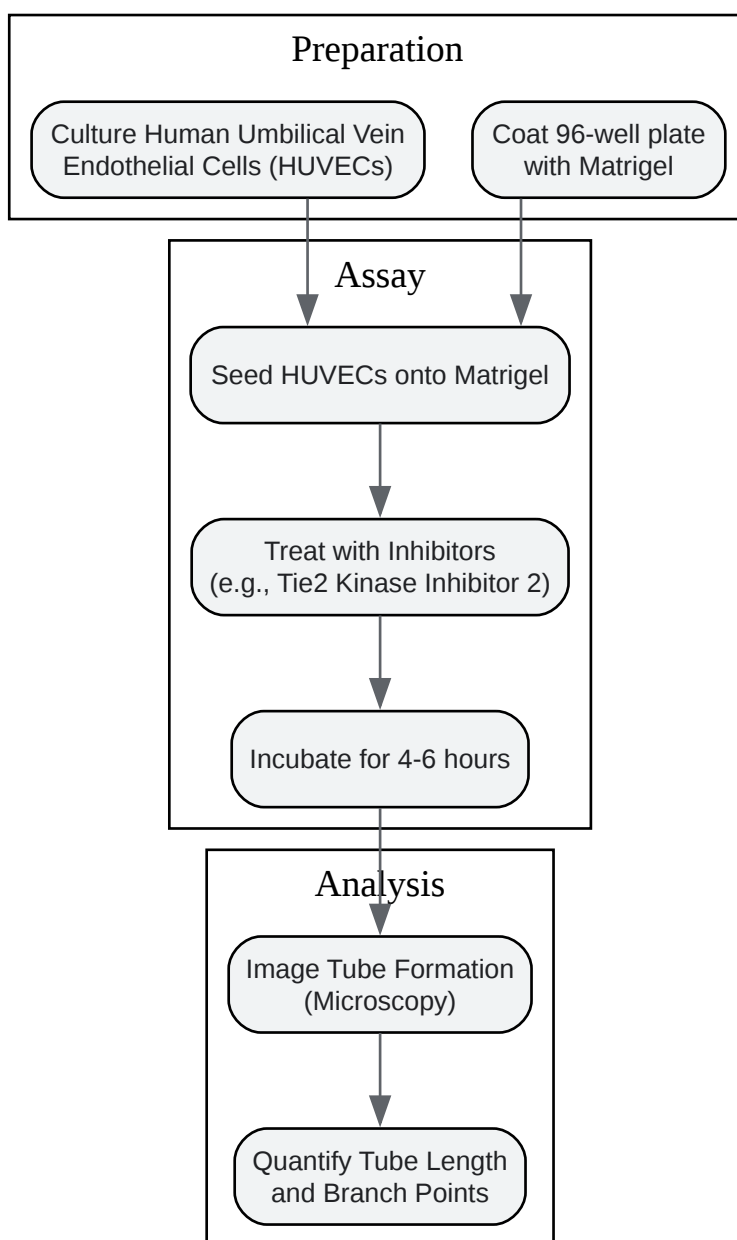 Preparation
Culture Human Umbilical Vein
Endothelial Cells (HUVECs)
Coat 96-well plate
with Matrigel
Assay
Seed HUVECs onto Matrigel
Treat with Inhibitors
(e.g., Tie2 Kinase Inhibitor 2)
Incubate for 4-6 hours
Analysis
Image Tube Formation
(Microscopy)
Quantify Tube Length
and Branch Points